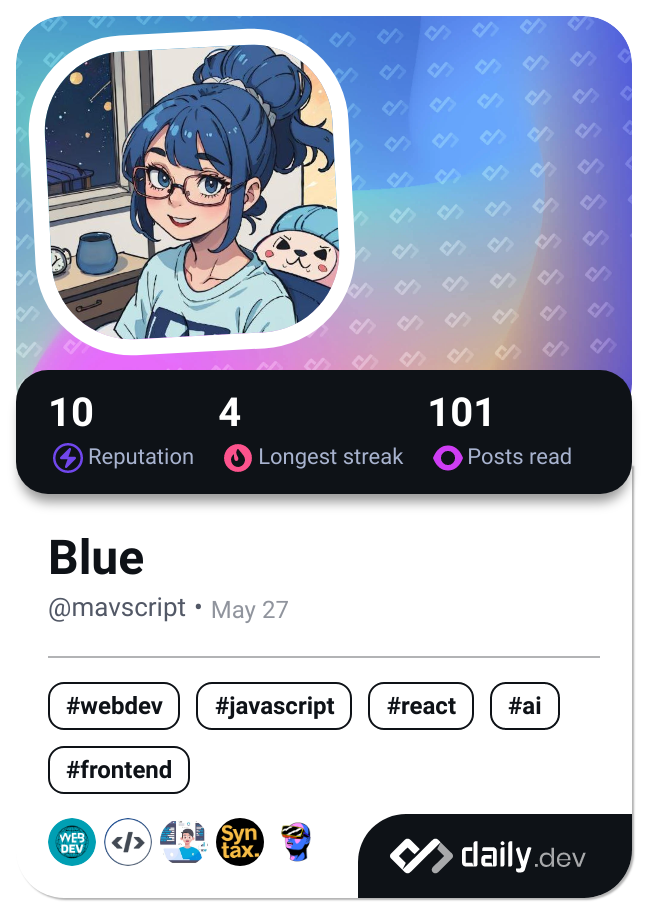 10 4 101
Reputation Longest streak Posts read
Blue
@mavscript • May 27
#webdev #javascript #react #ai
#frontend
WEB
DEV
</>
Syn
tax.
daily.dev